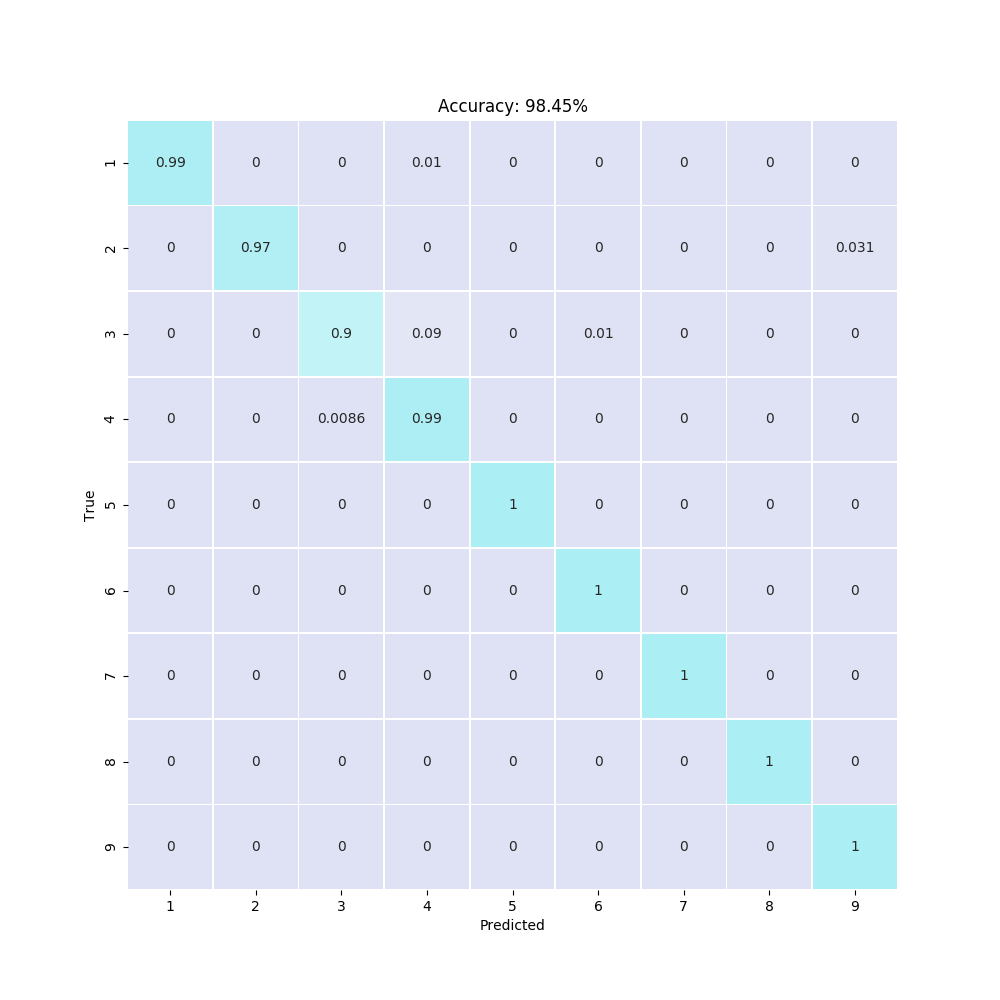 Accuracy: 98.45%
1 0.99 0 0 0.01 0 0 0 0 0
2 0 0.97 0 0 0 0 0 0 0.031
3 0 0 0.9 0.09 0 0.01 0 0 0
4 0 0 0.0086 0.99 0 0 0 0 0
True
5 0 0 0 0 1 0 0 0 0
6 0 0 0 0 0 1 0 0 0
7 0 0 0 0 0 0 1 0 0
8 0 0 0 0 0 0 0 1 0
9 0 0 0 0 0 0 0 0 1
1 2 3 4 5 6 7 8 9
Predicted